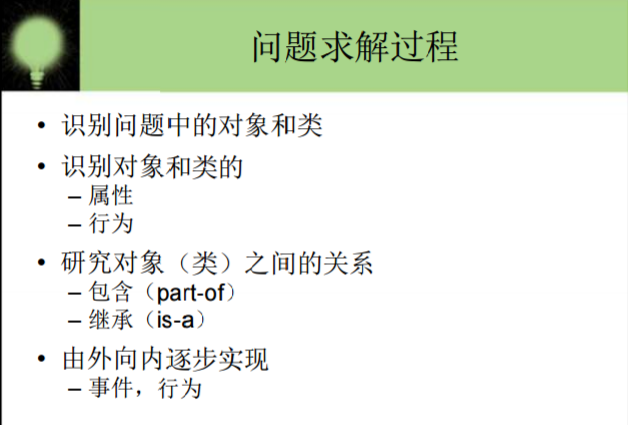 问题求解过程
• 识别问题中的对象和类
• 识别对象和类的
– 属性
– 行为
• 研究对象（类）之间的关系
– 包含（part-of）
– 继承（is-a）
• 由外向内逐步实现
– 事件，行为